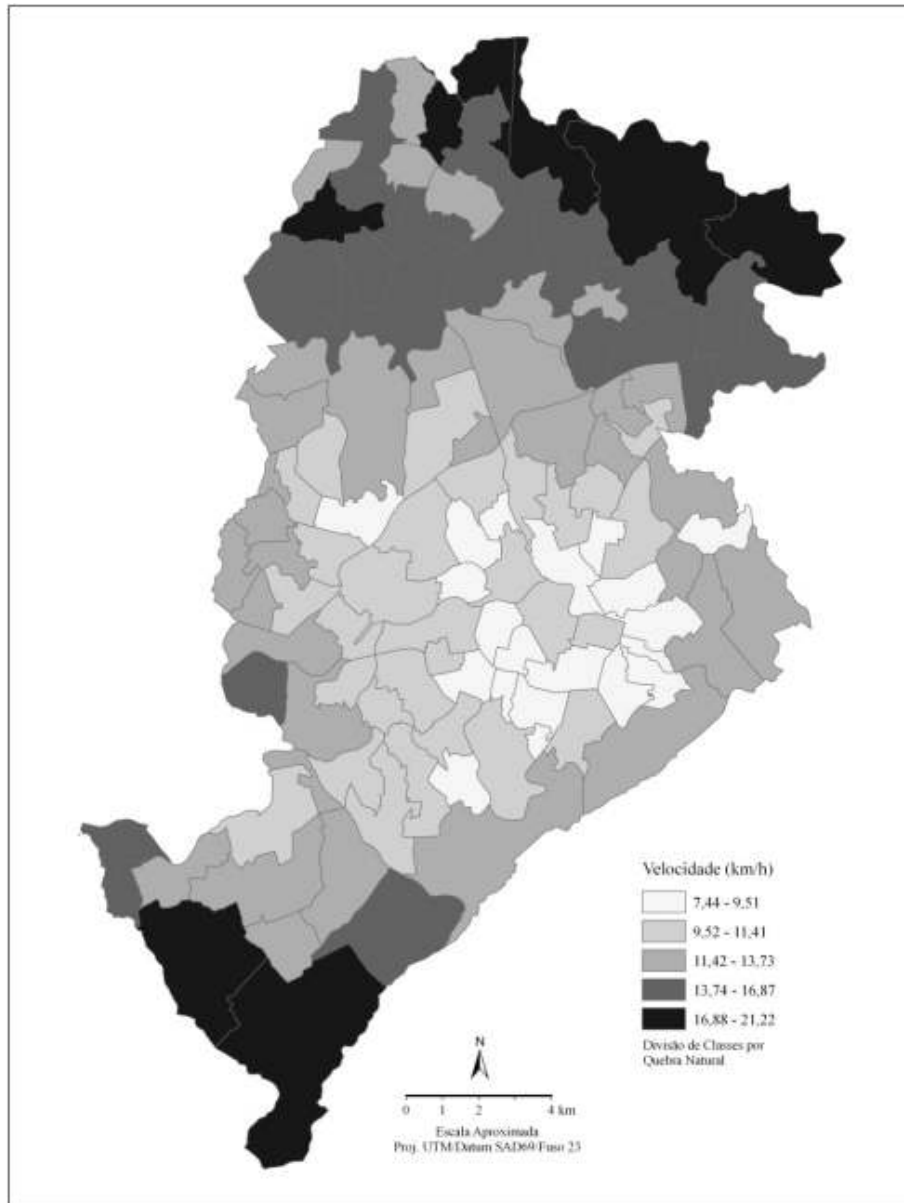 Velocidade (km/h)
7,44 - 9,51
9,52 - 11,41
11,42 - 13,73
13,74 - 16,87
16,88 - 21,22
Divisão de Classes por
Quebra Natural
N
0 1 2 4 km
Escala Aproximada
Proj. UTM/Datum SAD69/Fuso 23